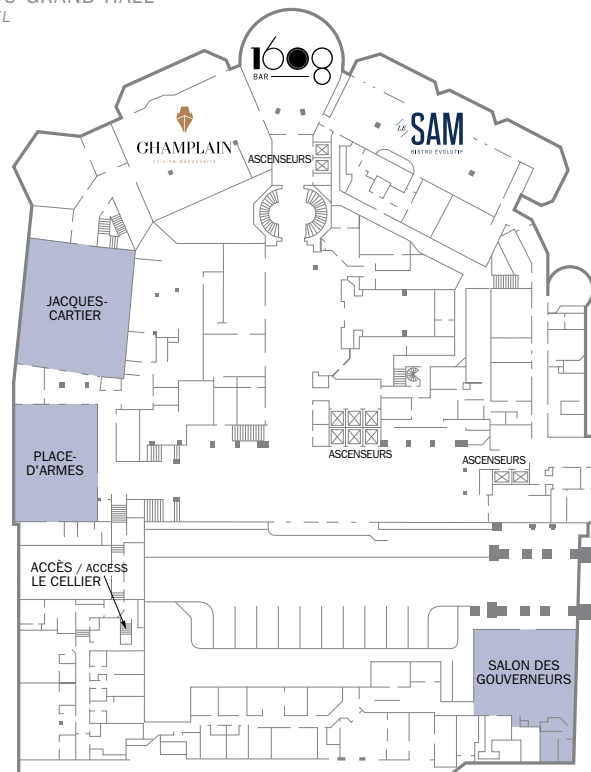 1608
BAR
CHAMPLAIN
cuisine découverte
LE SAM
BISTRO ÉVOLUTIF
ASCENSEURS
JACQUES-
CARTIER
PLACE-
D'ARMES
ASCENSEURS
ASCENSEURS
ACCÈS / ACCESS
LE CELLIER
SALON DES
GOUVERNEURS